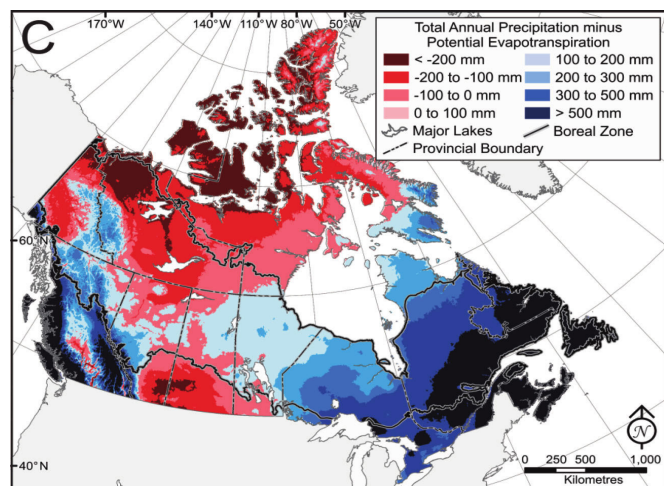 C
170°W
110°W
90°W
80°W
50°W
Total Annual Precipitation minus
Potential Evapotranspiration
< -200 mm
-200 to -100 mm
-100 to 0 mm
0 to 100 mm
100 to 200 mm
200 to 300 mm
300 to 500 mm
> 500 mm
Major Lakes
Boreal Zone
Provincial Boundary
60°N
40°N
N
0 250 500 1,000
Kilometres